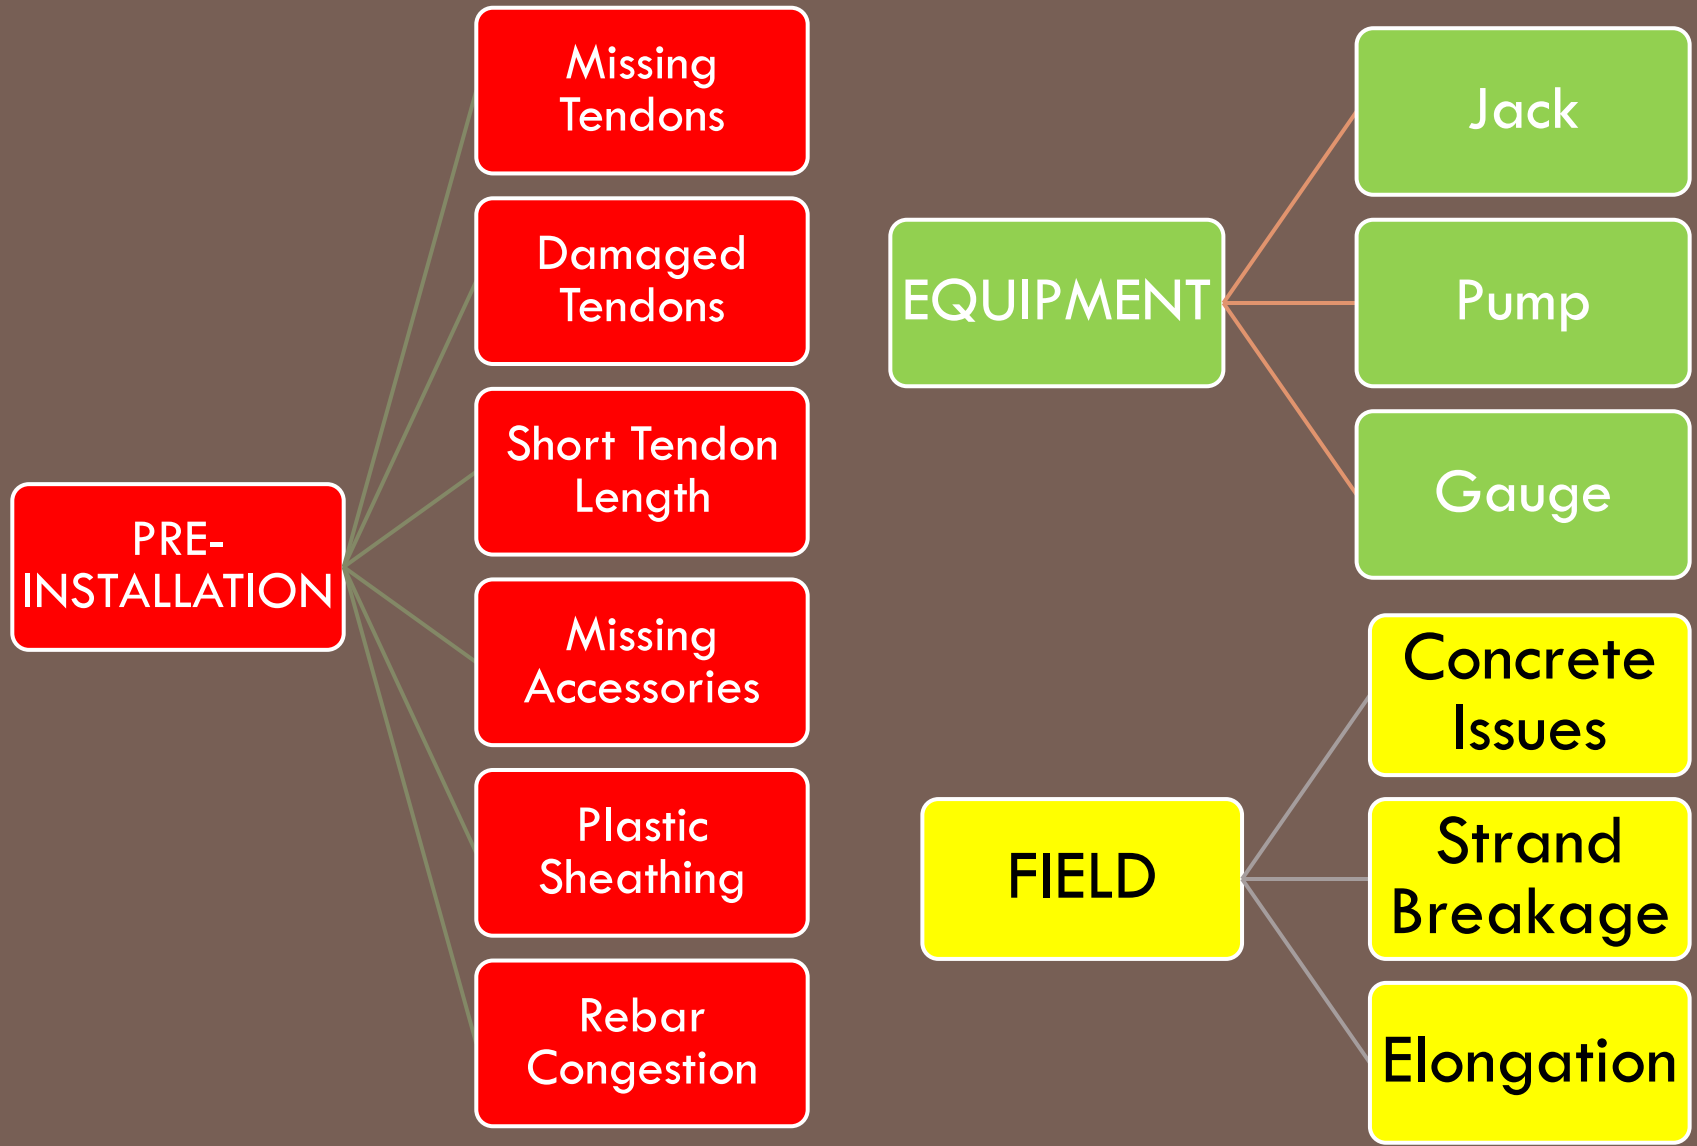 PRE-
INSTALLATION
Missing
Tendons
Damaged
Tendons
Short Tendon
Length
Missing
Accessories
Plastic
Sheathing
Rebar
Congestion
EQUIPMENT
Jack
Pump
Gauge
FIELD
Concrete
Issues
Strand
Breakage
Elongation